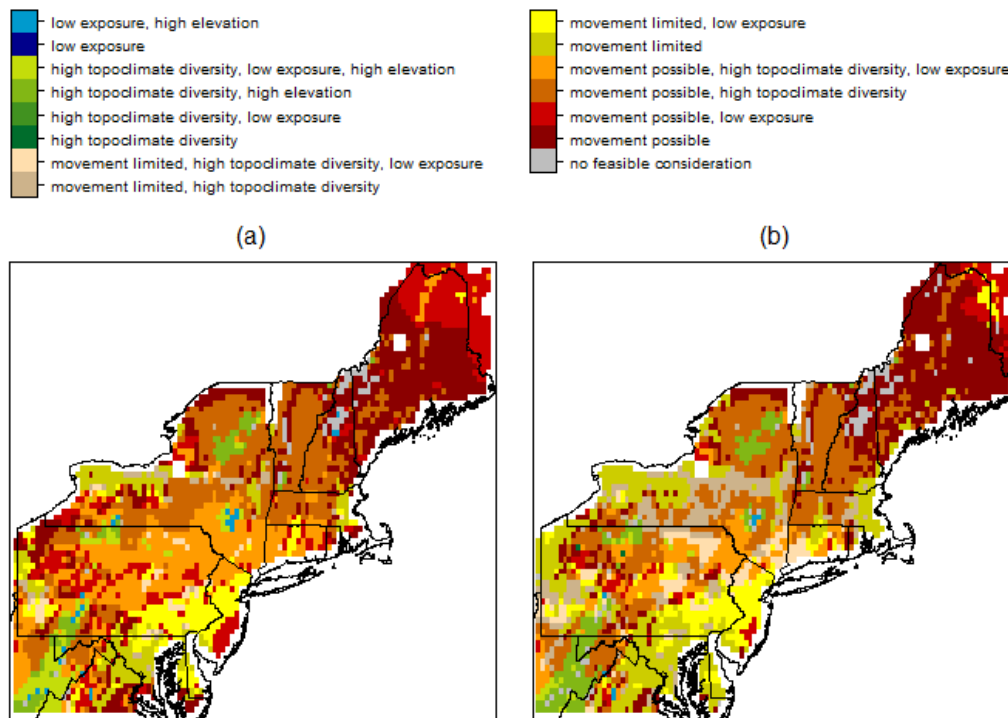 low exposure, high elevation
low exposure
high topoclimate diversity, low exposure, high elevation
high topoclimate diversity, high elevation
high topoclimate diversity, low exposure
high topoclimate diversity
movement limited, high topoclimate diversity, low exposure
movement limited, high topoclimate diversity
movement limited, low exposure
movement limited
movement possible, high topoclimate diversity, low exposure
movement possible, high topoclimate diversity
movement possible, low exposure
movement possible
no feasible consideration
(a)
(b)